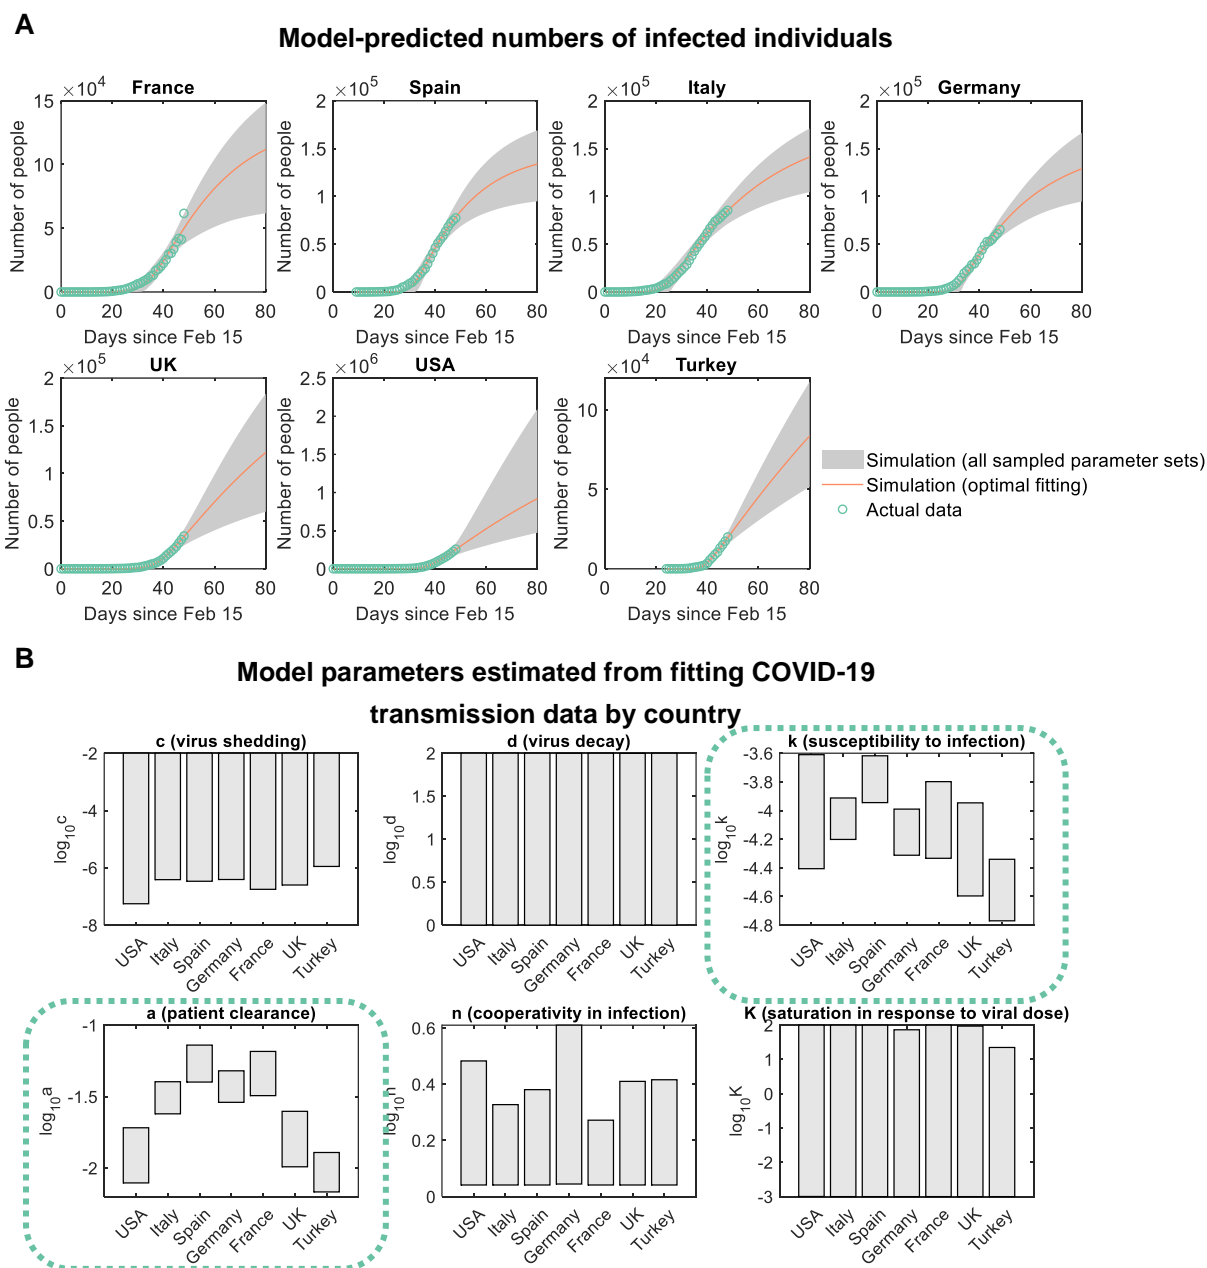 A
Model-predicted numbers of infected individuals
×10^4
France
Number of people
15
10
5
0
0 20 40 60 80
Days since Feb 15
×10^5
Spain
Number of people
2
1.5
1
0.5
0
0 20 40 60 80
Days since Feb 15
×10^5
Italy
Number of people
2
1.5
1
0.5
0
0 20 40 60 80
Days since Feb 15
×10^5
Germany
Number of people
2
1.5
1
0.5
0
0 20 40 60 80
Days since Feb 15
×10^5
UK
Number of people
2
1.5
1
0.5
0
0 20 40 60 80
Days since Feb 15
×10^6
USA
Number of people
2.5
2
1.5
1
0.5
0
0 20 40 60 80
Days since Feb 15
×10^4
Turkey
Number of people
10
5
0
0 20 40 60 80
Days since Feb 15
Simulation (all sampled parameter sets)
Simulation (optimal fitting)
Actual data
B
Model parameters estimated from fitting COVID-19
transmission data by country
c (virus shedding)
log10c
-2
-4
-6
-8
USA Italy Spain Germany France UK Turkey
d (virus decay)
log10d
2
1.5
1
0.5
0
USA Italy Spain Germany France UK Turkey
k (susceptibility to infection)
log10k
-3.6
-3.8
-4
-4.2
-4.4
-4.6
-4.8
USA Italy Spain Germany France UK Turkey
a (patient clearance)
log10a
-1
-1.5
-2
USA Italy Spain Germany France UK Turkey
n (cooperativity in infection)
log10n
0.6
0.4
0.2
0
USA Italy Spain Germany France UK Turkey
K (saturation in response to viral dose)
log10K
2
1
0
-1
-2
-3
USA Italy Spain Germany France UK Turkey